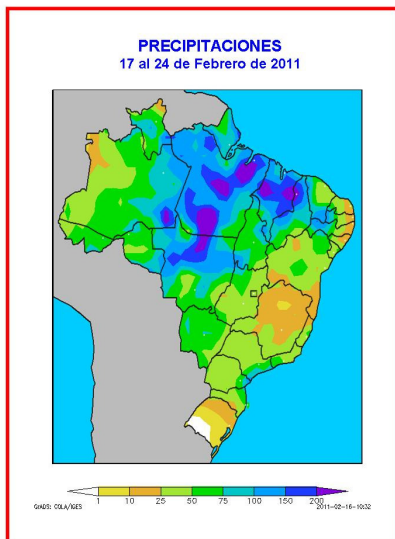 PRECIPITACIONES
17 al 24 de Febrero de 2011
1 10 25 50 75 100 150 200
GrADS: COLA/IGES 2011-02-16-10:32